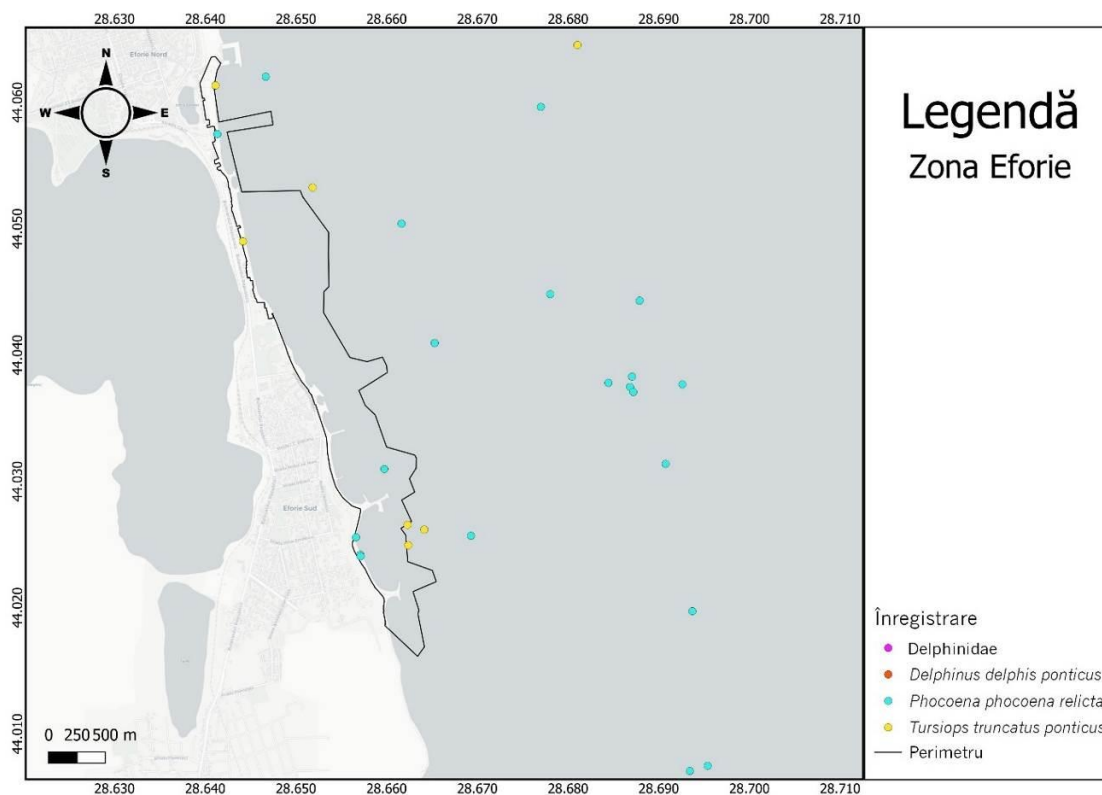 28.630 28.640 28.650 28.660 28.670 28.680 28.690 28.700 28.710
Eforie Nord
N
W E
S
44.060
44.050
44.040
44.030
44.020
44.010
Eforie Sud
0 250 500 m
28.630 28.640 28.650 28.660 28.670 28.680 28.690 28.700 28.710
Legendă
Zona Eforie
Înregistrare
Delphinidae
Delphinus delphis ponticus
Phocoena phocoena relicta
Tursiops truncatus ponticus
Perimetru